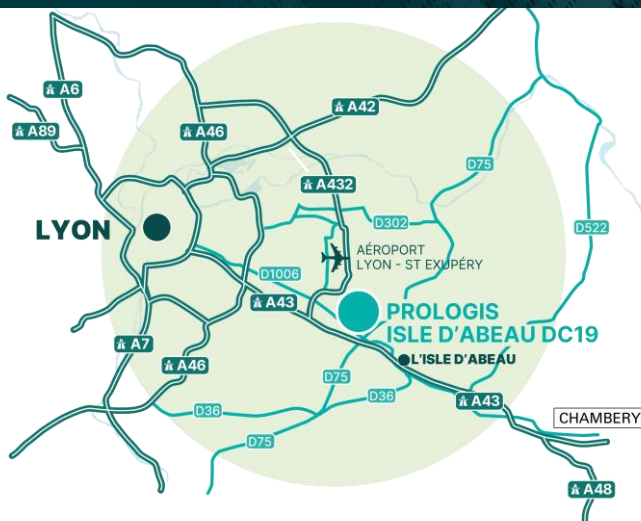 A6
A89
A46
A42
D75
A432
LYON
D302
D522
AÉROPORT
LYON - ST EXUPÉRY
D1006
A43
PROLOGIS
ISLE D'ABEAU DC19
A7
A46
L'ISLE D'ABEAU
D75
D36
D36
A43
D75
CHAMBERY
A48